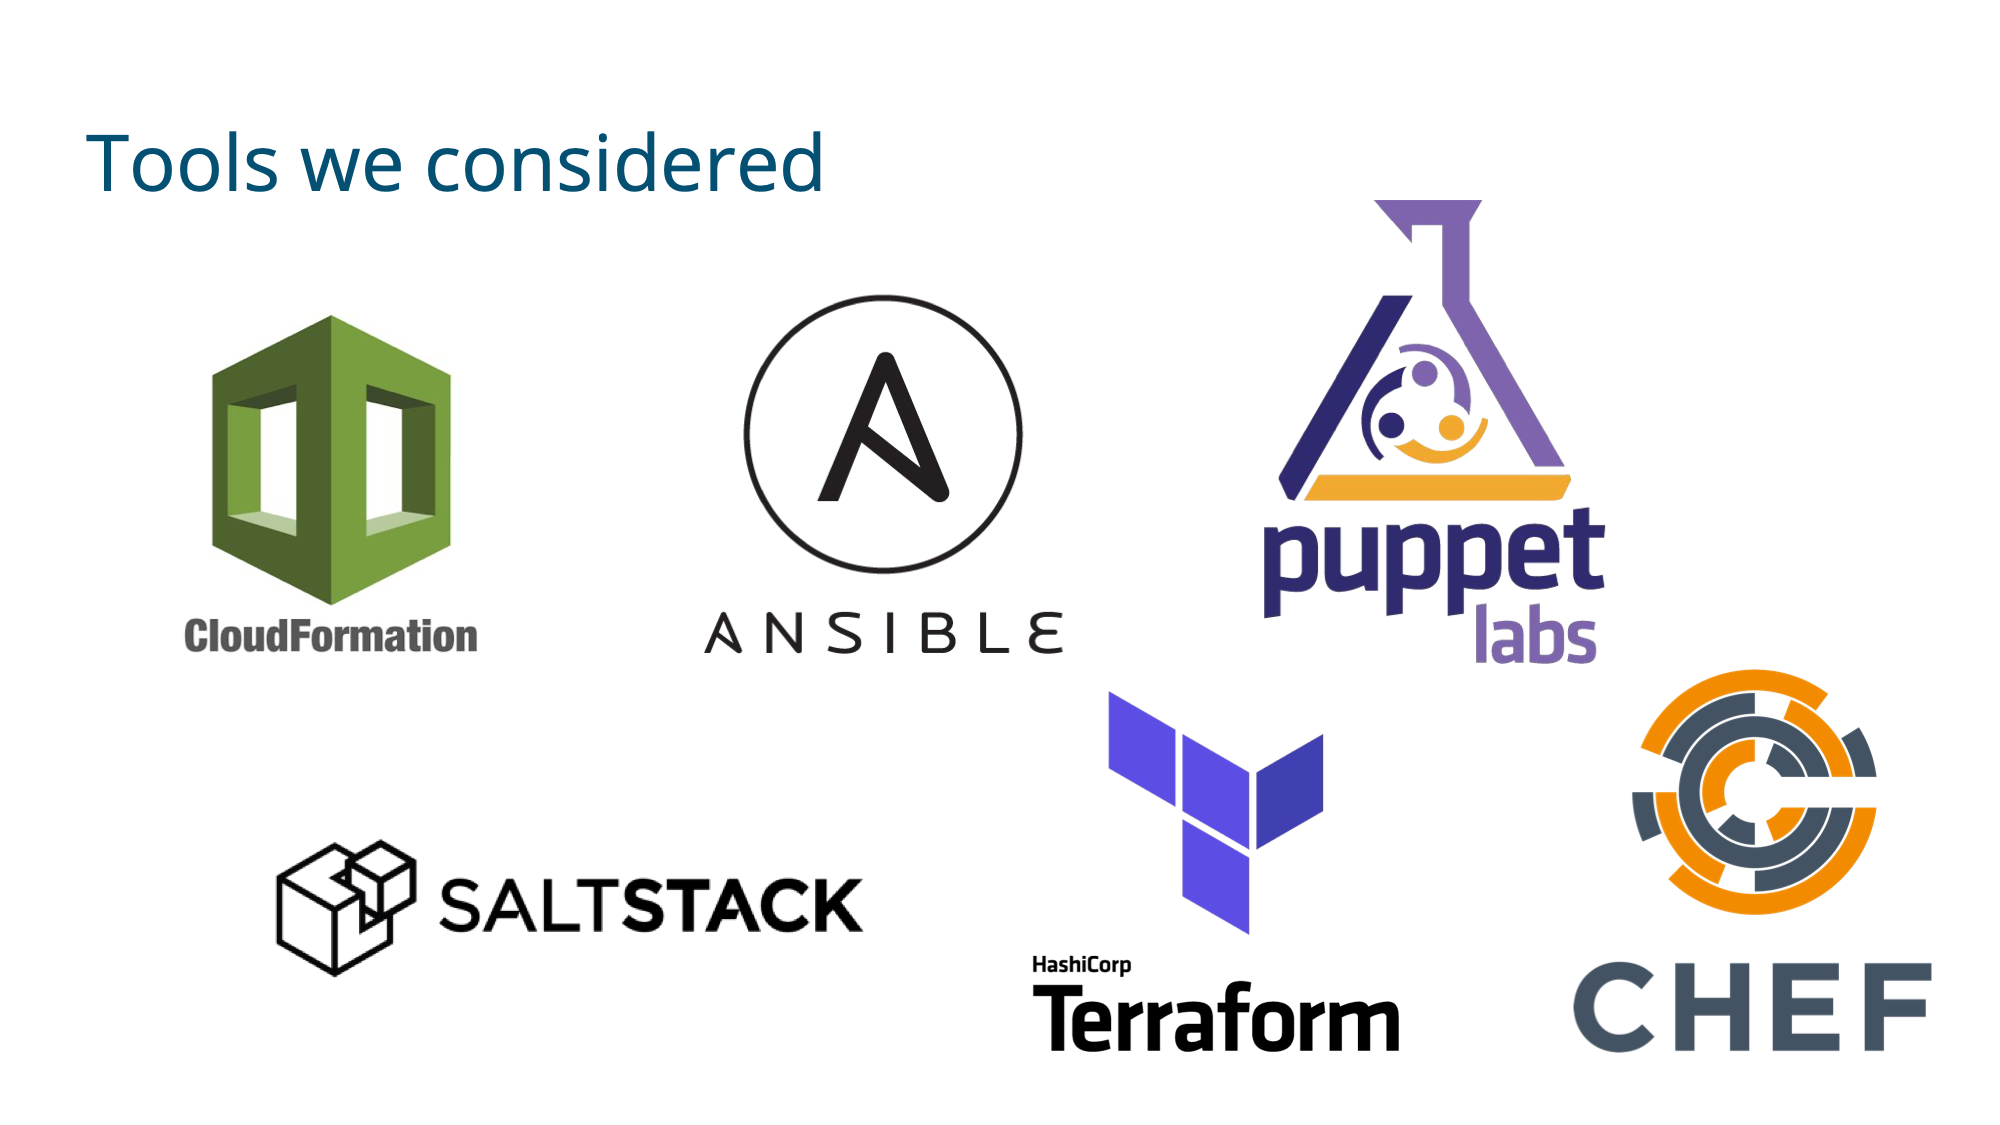 Tools we considered
CloudFormation
ANSIBLE
puppet
labs
SALTSTACK
HashiCorp
Terraform
CHEF